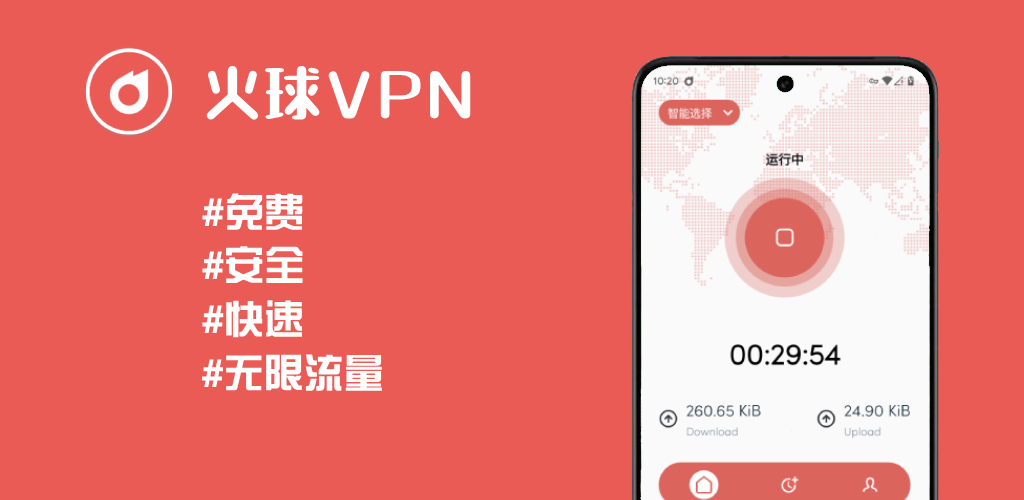 火球VPN
#免费
#安全
#快速
#无限流量
10:20
智能选择
运行中
00:29:54
260.65 KiB
Download
24.90 KiB
Upload